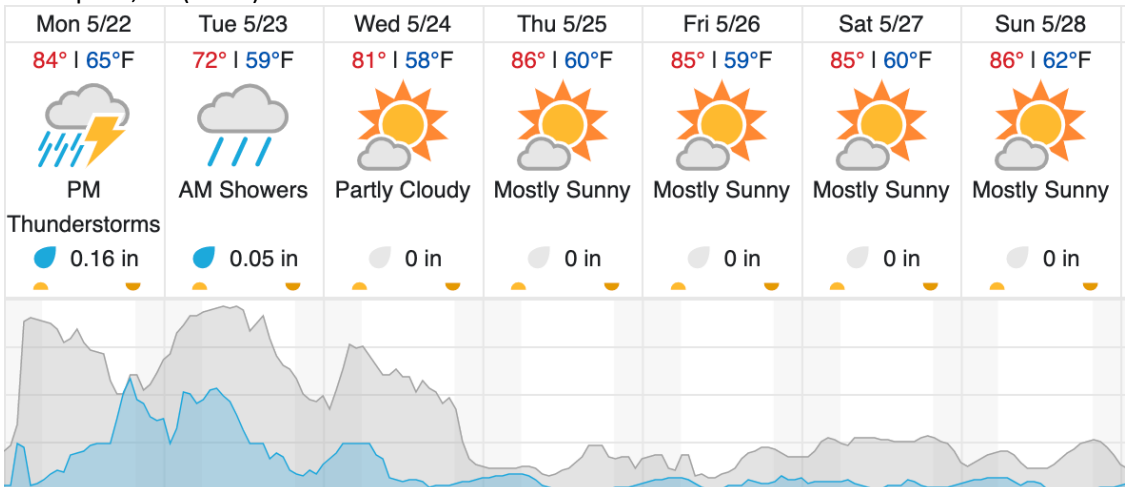 Mon 5/22 Tue 5/23 Wed 5/24 Thu 5/25 Fri 5/26 Sat 5/27 Sun 5/28
84° | 65°F 72° | 59°F 81° | 58°F 86° | 60°F 85° | 59°F 85° | 60°F 86° | 62°F
PM AM Showers Partly Cloudy Mostly Sunny Mostly Sunny Mostly Sunny Mostly Sunny
Thunderstorms
0.16 in 0.05 in 0 in 0 in 0 in 0 in 0 in